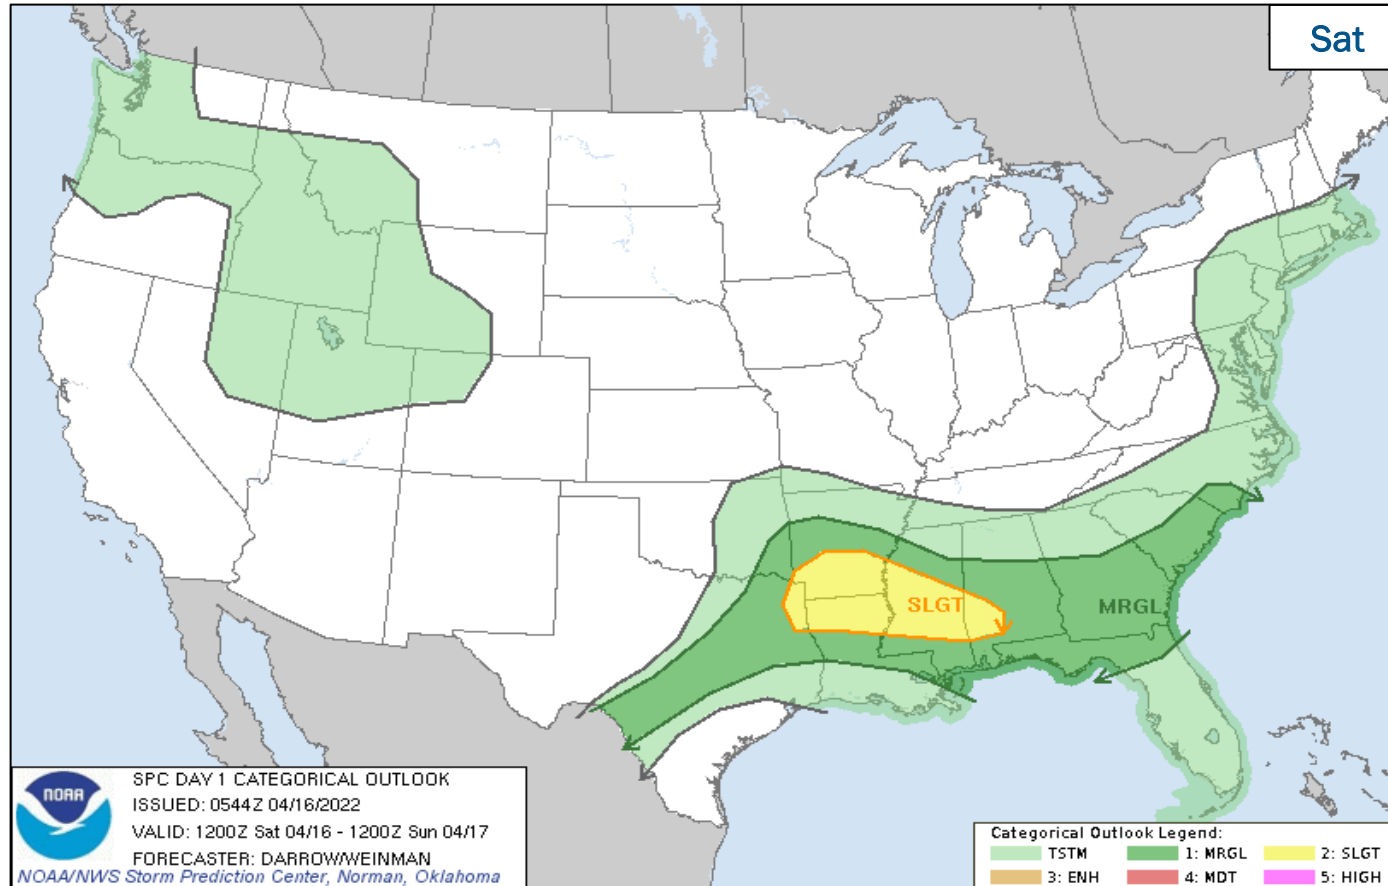 Sat
SLGT
MRGL
NOAA
SPC DAY 1 CATEGORICAL OUTLOOK
ISSUED: 0544Z 04/16/2022
VALID: 1200Z Sat 04/16 - 1200Z Sun 04/17
FORECASTER: DARROW/WEINMAN
NOAA/NWS Storm Prediction Center, Norman, Oklahoma
Categorical Outlook Legend:
TSTM 1: MRGL 2: SLGT
3: ENH 4: MDT 5: HIGH